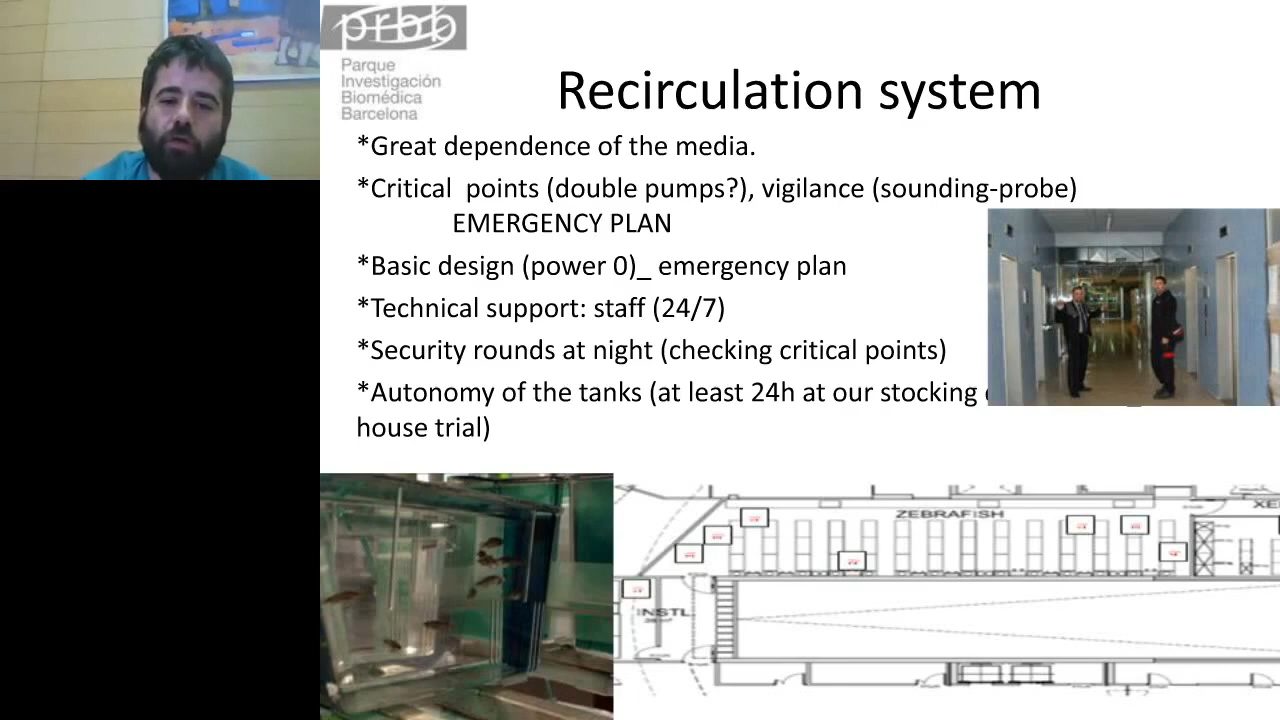 prbb
Parque
Investigación
Biomédica
Barcelona
Recirculation system
*Great dependence of the media.
*Critical  points (double pumps?), vigilance (sounding-probe)
EMERGENCY PLAN
*Basic design (power 0)_ emergency plan
*Technical support: staff (24/7)
*Security rounds at night (checking critical points)
*Autonomy of the tanks (at least 24h at our stocking
house trial)
ZEBRAFISH
XE
INSTL